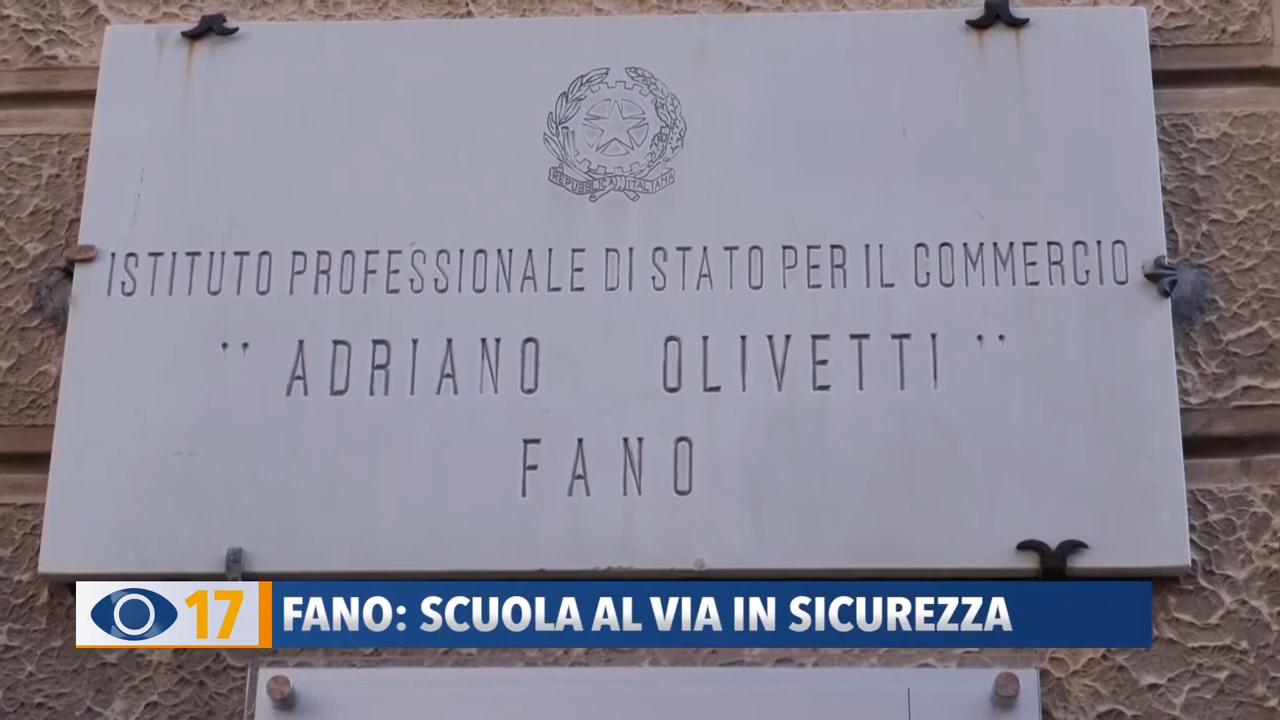 REPUBBLICA ITALIANA
ISTITUTO PROFESSIONALE DI STATO PER IL COMMERCIO
"ADRIANO OLIVETTI"
FANO
17 FANO: SCUOLA AL VIA IN SICUREZZA